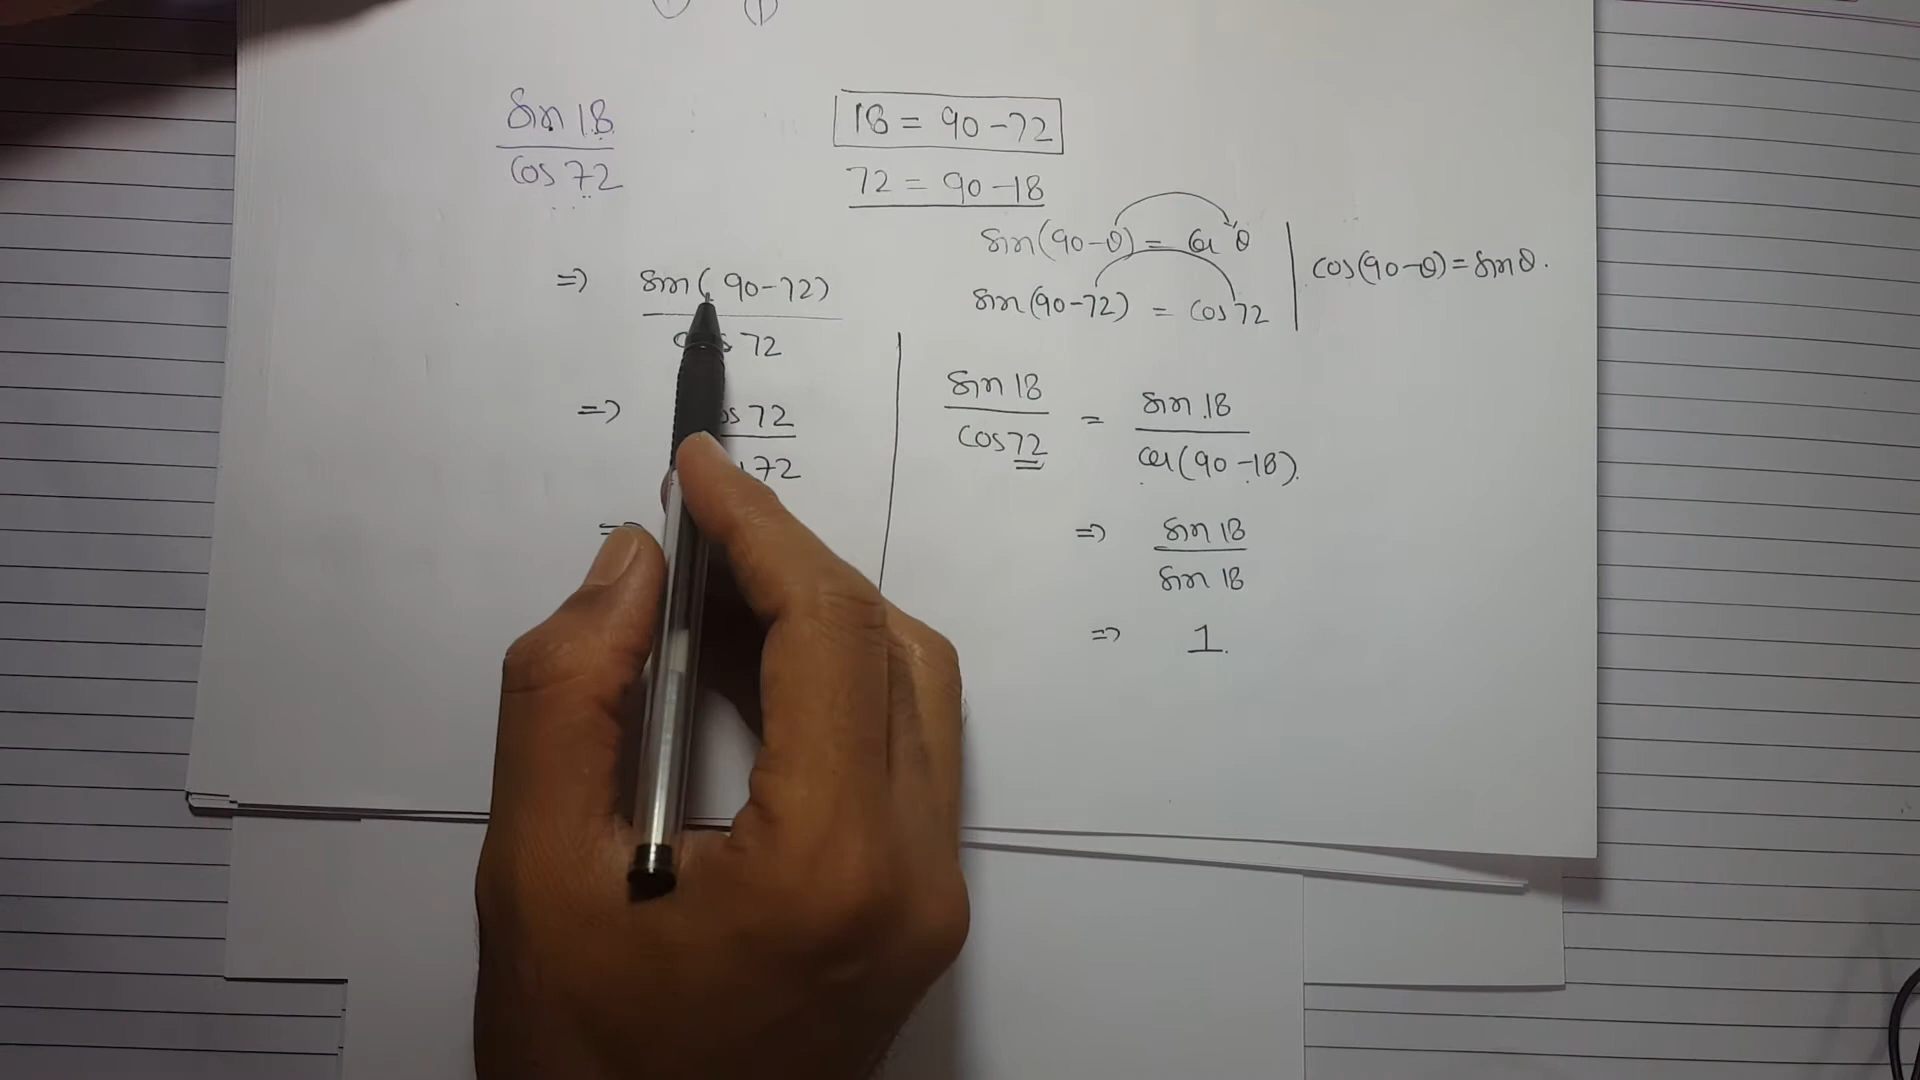 sin 18
cos 72
18 = 90 - 72
72 = 90 - 18
sin(90-θ) = cos θ
sin(90-72) = cos 72
cos(90-θ) = sin θ.
=> sin(90-72)
72
=> 72
72
=>
sin 18 = sin 18
cos 72 cos(90-18).
=> sin 18
sin 18
=> 1.